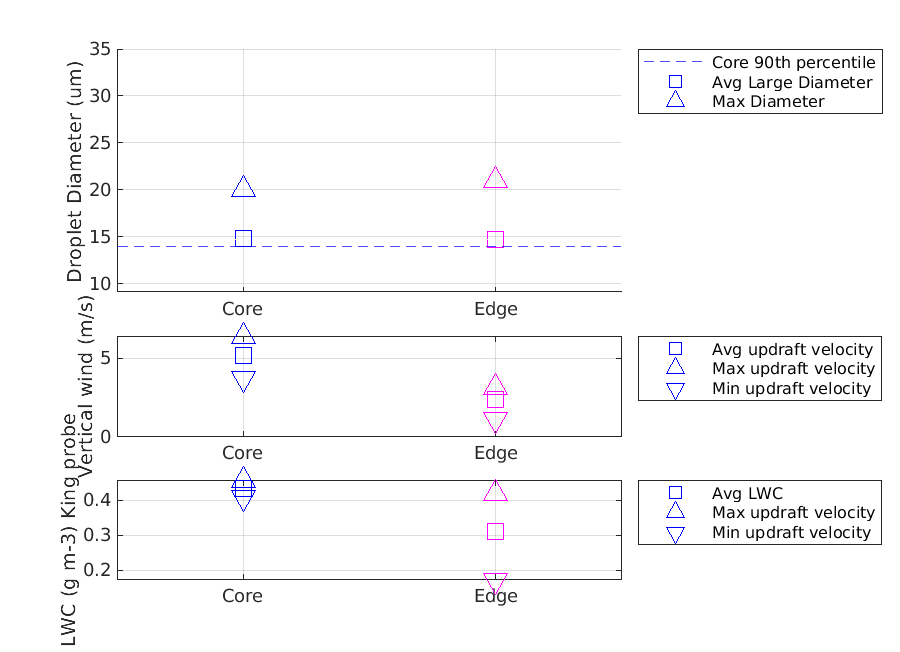 35
30
25
20
15
10
Droplet Diameter (um)
Core
Edge
Core 90th percentile
Avg Large Diameter
Max Diameter
5
0
Vertical wind (m/s)
Core
Edge
Avg updraft velocity
Max updraft velocity
Min updraft velocity
0.4
0.3
0.2
LWC (g m-3) King probe
Core
Edge
Avg LWC
Max updraft velocity
Min updraft velocity